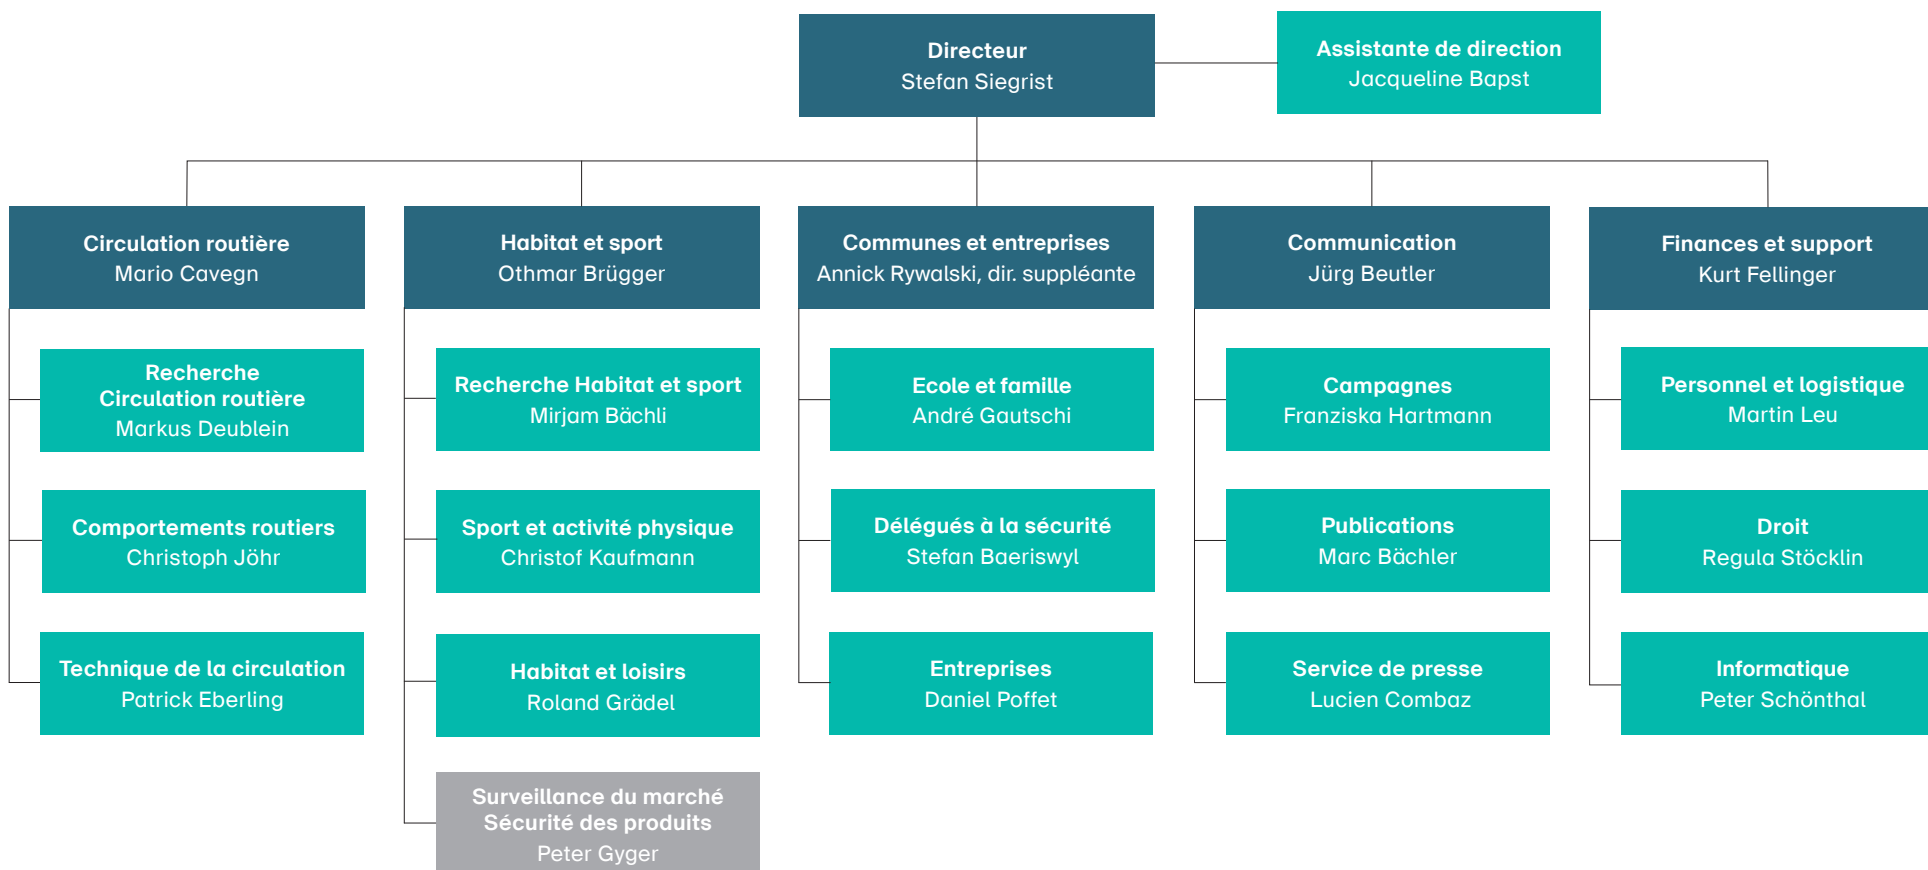 Directeur
Stefan Siegrist
Assistante de direction
Jacqueline Bapst
Circulation routière
Mario Cavegn
Recherche
Circulation routière
Markus Deublein
Comportements routiers
Christoph Jöhr
Technique de la circulation
Patrick Eberling
Habitat et sport
Othmar Brügger
Recherche Habitat et sport
Mirjam Bächli
Sport et activité physique
Christof Kaufmann
Habitat et loisirs
Roland Grädel
Surveillance du marché
Sécurité des produits
Peter Gyger
Communes et entreprises
Annick Rywalski, dir. suppléante
Ecole et famille
André Gautschi
Délégués à la sécurité
Stefan Baeriswyl
Entreprises
Daniel Poffet
Communication
Jürg Beutler
Campagnes
Franziska Hartmann
Publications
Marc Bächler
Service de presse
Lucien Combaz
Finances et support
Kurt Fellinger
Personnel et logistique
Martin Leu
Droit
Regula Stöcklin
Informatique
Peter Schönthal